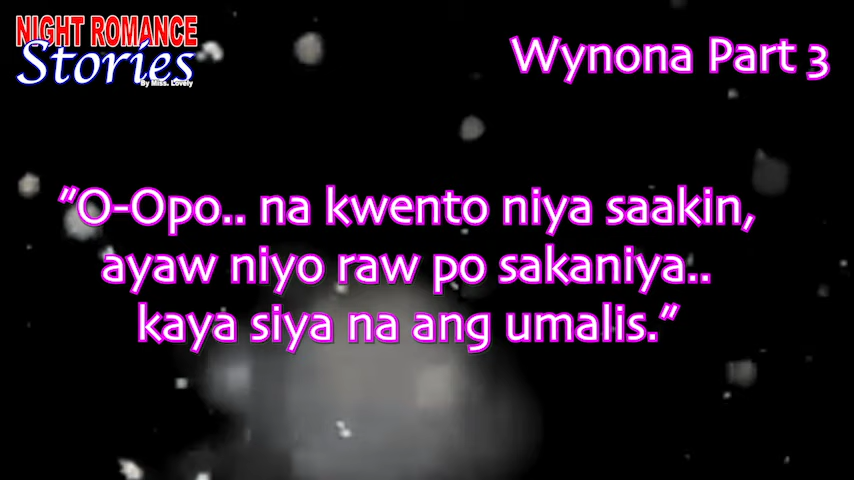 NIGHT ROMANCE
Stories
By Miss. Lovely
Wynona Part 3
"O-Opo.. na kwento niya saakin,
ayaw niyo raw po sakaniya..
kaya siya na ang umalis."